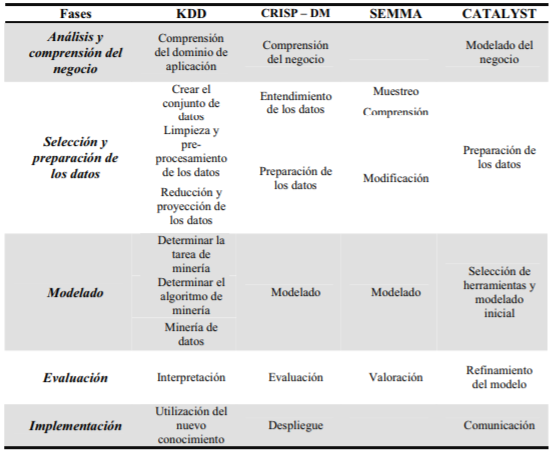 Fases KDD CRISP – DM SEMMA CATALYST
Análisis y comprensión del negocio
Comprensión del dominio de aplicación
Comprensión del negocio
Modelado del negocio
Selección y preparación de los datos
Crear el conjunto de datos
Limpieza y pre-procesamiento de los datos
Reducción y proyección de los datos
Entendimiento de los datos
Preparación de los datos
Muestreo
Comprensión
Modificación
Preparación de los datos
Modelado
Determinar la tarea de minería
Determinar el algoritmo de minería
Minería de datos
Modelado
Modelado
Selección de herramientas y modelado inicial
Evaluación
Interpretación
Evaluación
Valoración
Refinamiento del modelo
Implementación
Utilización del nuevo conocimiento
Despliegue
Comunicación